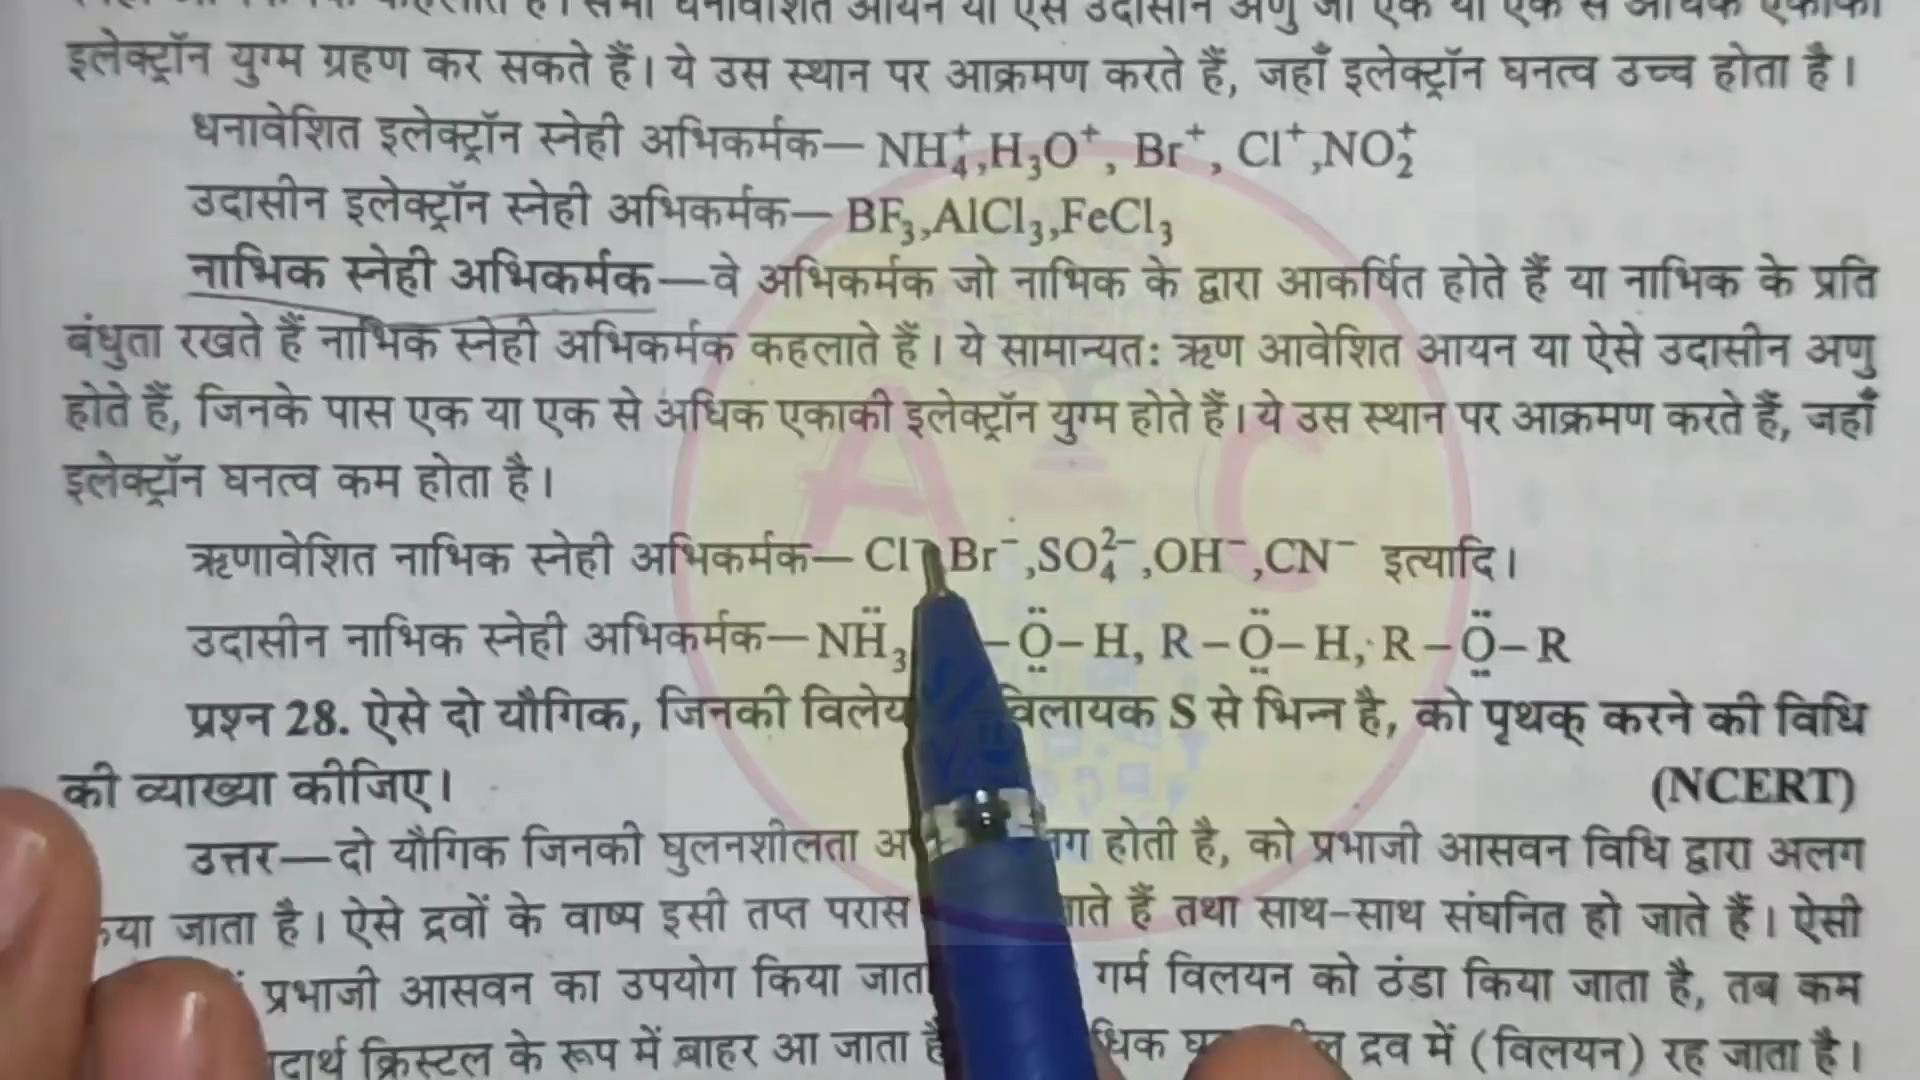 इलेक्ट्रॉन युग्म ग्रहण कर सकते हैं। ये उस स्थान पर आक्रमण करते हैं, जहाँ इलेक्ट्रॉन घनत्व उच्च होता है।
धनावेशित इलेक्ट्रॉन स्नेही अभिकर्मक— NH₄⁺,H₃O⁺, Br⁺, Cl⁺,NO₂⁺
उदासीन इलेक्ट्रॉन स्नेही अभिकर्मक— BF₃,AlCl₃,FeCl₃
नाभिक स्नेही अभिकर्मक—वे अभिकर्मक जो नाभिक के द्वारा आकर्षित होते हैं या नाभिक के प्रति
बंधुता रखते हैं नाभिक स्नेही अभिकर्मक कहलाते हैं। ये सामान्यत: ऋण आवेशित आयन या ऐसे उदासीन अणु
होते हैं, जिनके पास एक या एक से अधिक एकाकी इलेक्ट्रॉन युग्म होते हैं। ये उस स्थान पर आक्रमण करते हैं, जहाँ
इलेक्ट्रॉन घनत्व कम होता है।
ऋणावेशित नाभिक स्नेही अभिकर्मक— Cl⁻ Br⁻,SO₄²⁻,OH⁻,CN⁻ इत्यादि।
उदासीन नाभिक स्नेही अभिकर्मक—NḦ₃ –Ö–H, R–Ö–H, R–Ö–R
प्रश्न 28. ऐसे दो यौगिक, जिनकी विलायक S से भिन्न है, को पृथक् करने की विधि
की व्याख्या कीजिए। (NCERT)
उत्तर—दो यौगिक जिनकी घुलनशीलता होती है, को प्रभाजी आसवन विधि द्वारा अलग
जाता है। ऐसे द्रवों के वाष्प इसी तप्त हैं तथा साथ-साथ संघनित हो जाते हैं। ऐसी
प्रभाजी आसवन का उपयोग किया गर्म विलयन को ठंडा किया जाता है, तब कम
क्रिस्टल के रूप में बाहर आ जाता द्रव में (विलयन) रह जाता है।
A C